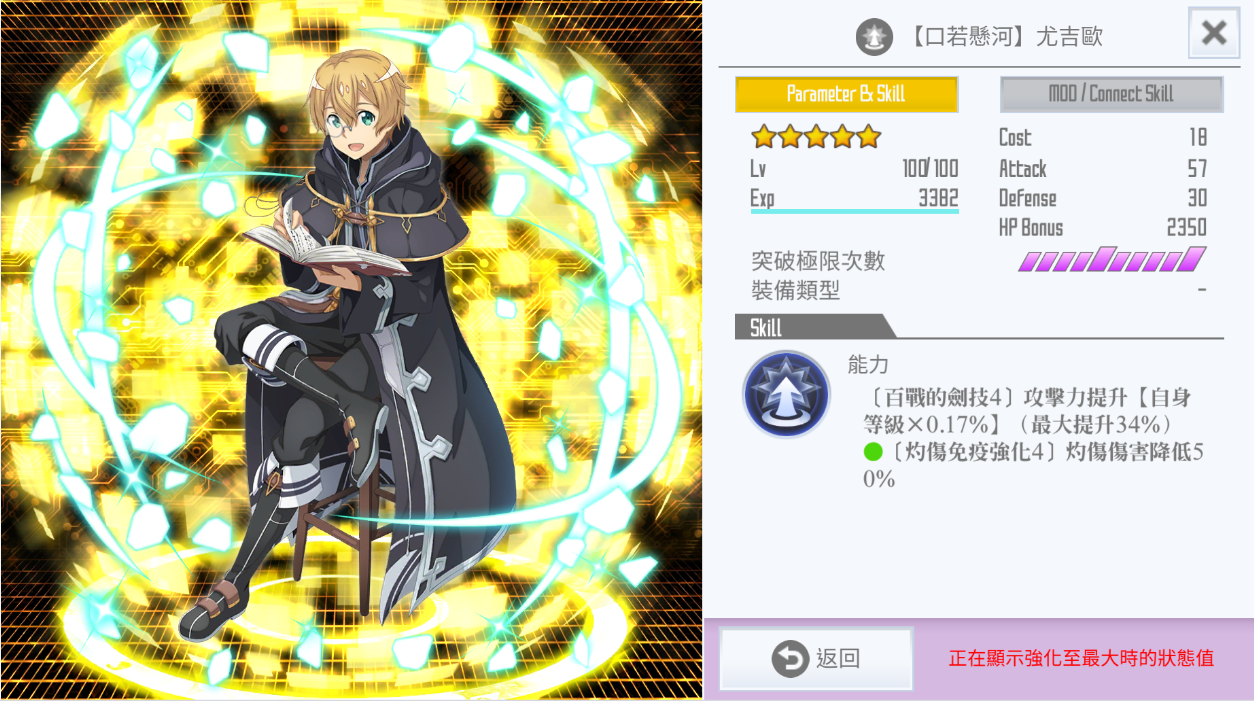 【口若懸河】尤吉歐
Parameter & Skill
MOD / Connect Skill
Lv 100/100
Exp 3382
Cost 18
Attack 57
Defense 30
HP Bonus 2350
突破極限次數
裝備類型 -
Skill
能力
〔百戰的劍技4〕攻擊力提升【自身
等級×0.17%】（最大提升34%）
〔灼傷免疫強化4〕灼傷傷害降低5
0%
返回
正在顯示強化至最大時的狀態值